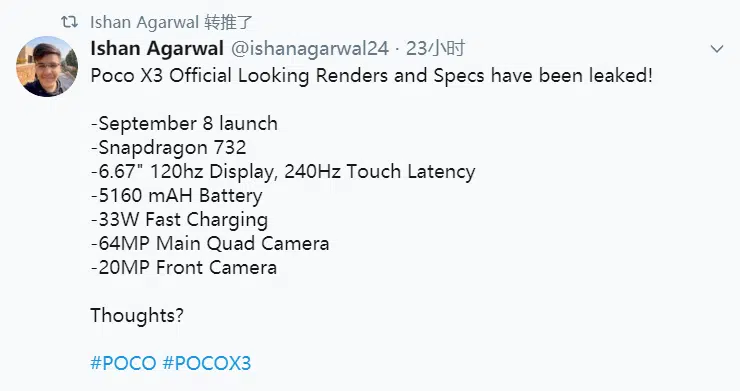 Ishan Agarwal 转推了
Ishan Agarwal @ishanagarwal24 · 23小时
Poco X3 Official Looking Renders and Specs have been leaked!
-September 8 launch
-Snapdragon 732
-6.67" 120hz Display, 240Hz Touch Latency
-5160 mAH Battery
-33W Fast Charging
-64MP Main Quad Camera
-20MP Front Camera
Thoughts?
#POCO #POCOX3